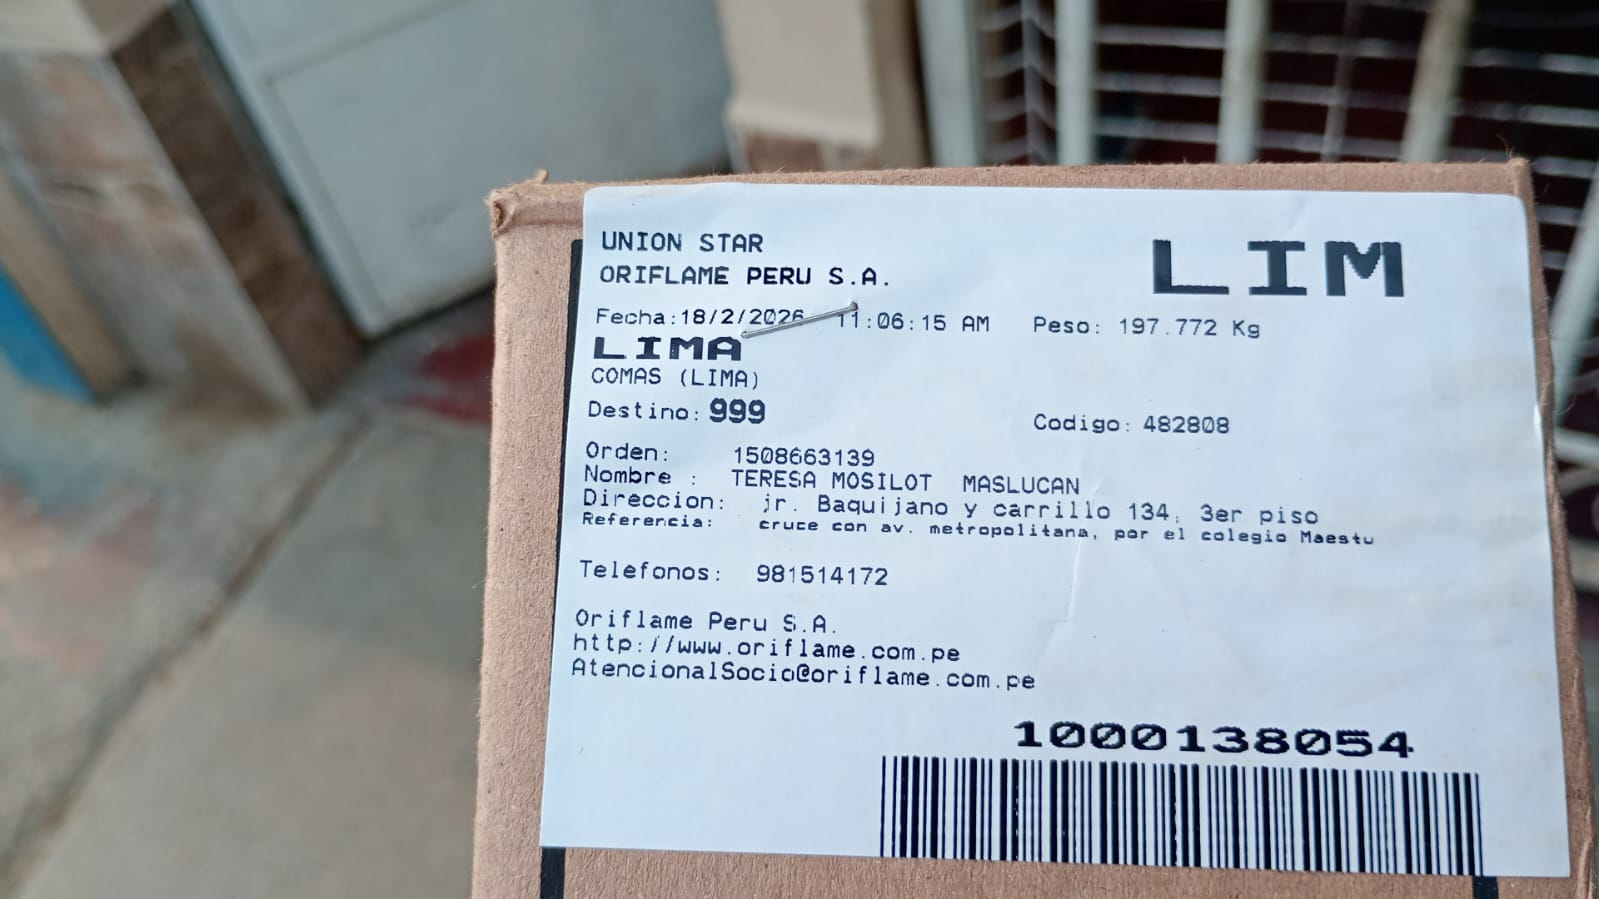 UNION STAR
ORIFLAME PERU S.A.
LIM
Fecha:18/2/2026 11:06:15 AM Peso: 197.772 Kg
LIMA
COMAS (LIMA)
Destino: 999 Codigo: 482808
Orden: 1508663139
Nombre : TERESA MOSILOT MASLUCAN
Direccion: jr. Baquijano y carrillo 134, 3er piso
Referencia: cruce con av. metropolitana, por el colegio Maestu
Telefonos: 981514172
Oriflame Peru S.A.
http://www.oriflame.com.pe
AtencionalSocio@oriflame.com.pe
1000138054